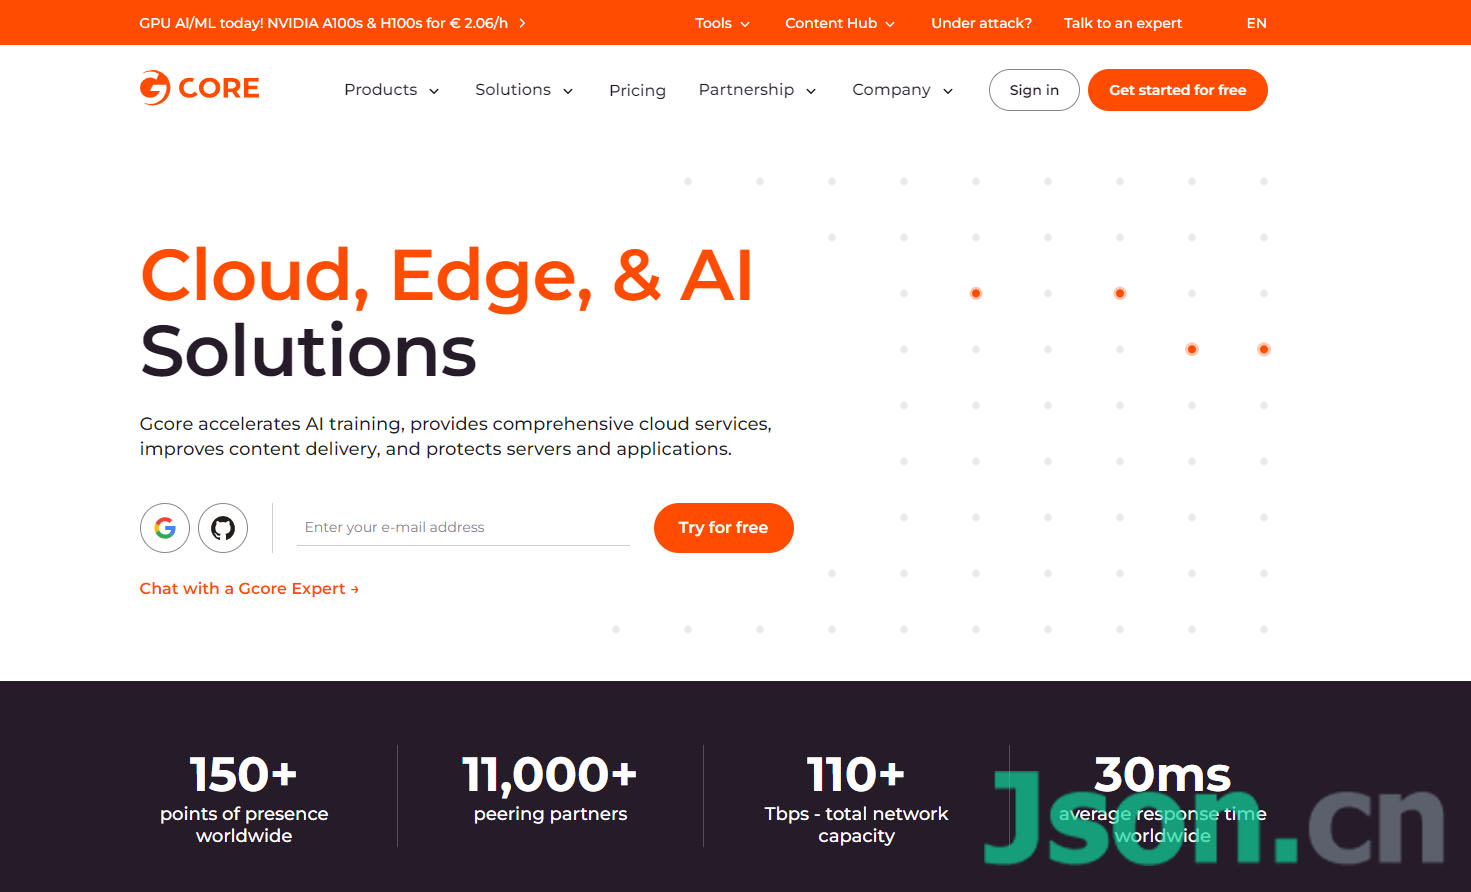 GPU AI/ML today! NVIDIA A100s & H100s for € 2.06/h
Tools
Content Hub
Under attack?
Talk to an expert
EN
CORE
Products
Solutions
Pricing
Partnership
Company
Sign in
Get started for free
Cloud, Edge, & AI
Solutions
Gcore accelerates AI training, provides comprehensive cloud services,
improves content delivery, and protects servers and applications.
Enter your e-mail address
Try for free
Chat with a Gcore Expert →
150+
points of presence
worldwide
11,000+
peering partners
110+
Tbps - total network
capacity
30ms
average response time
worldwide
Json.cn